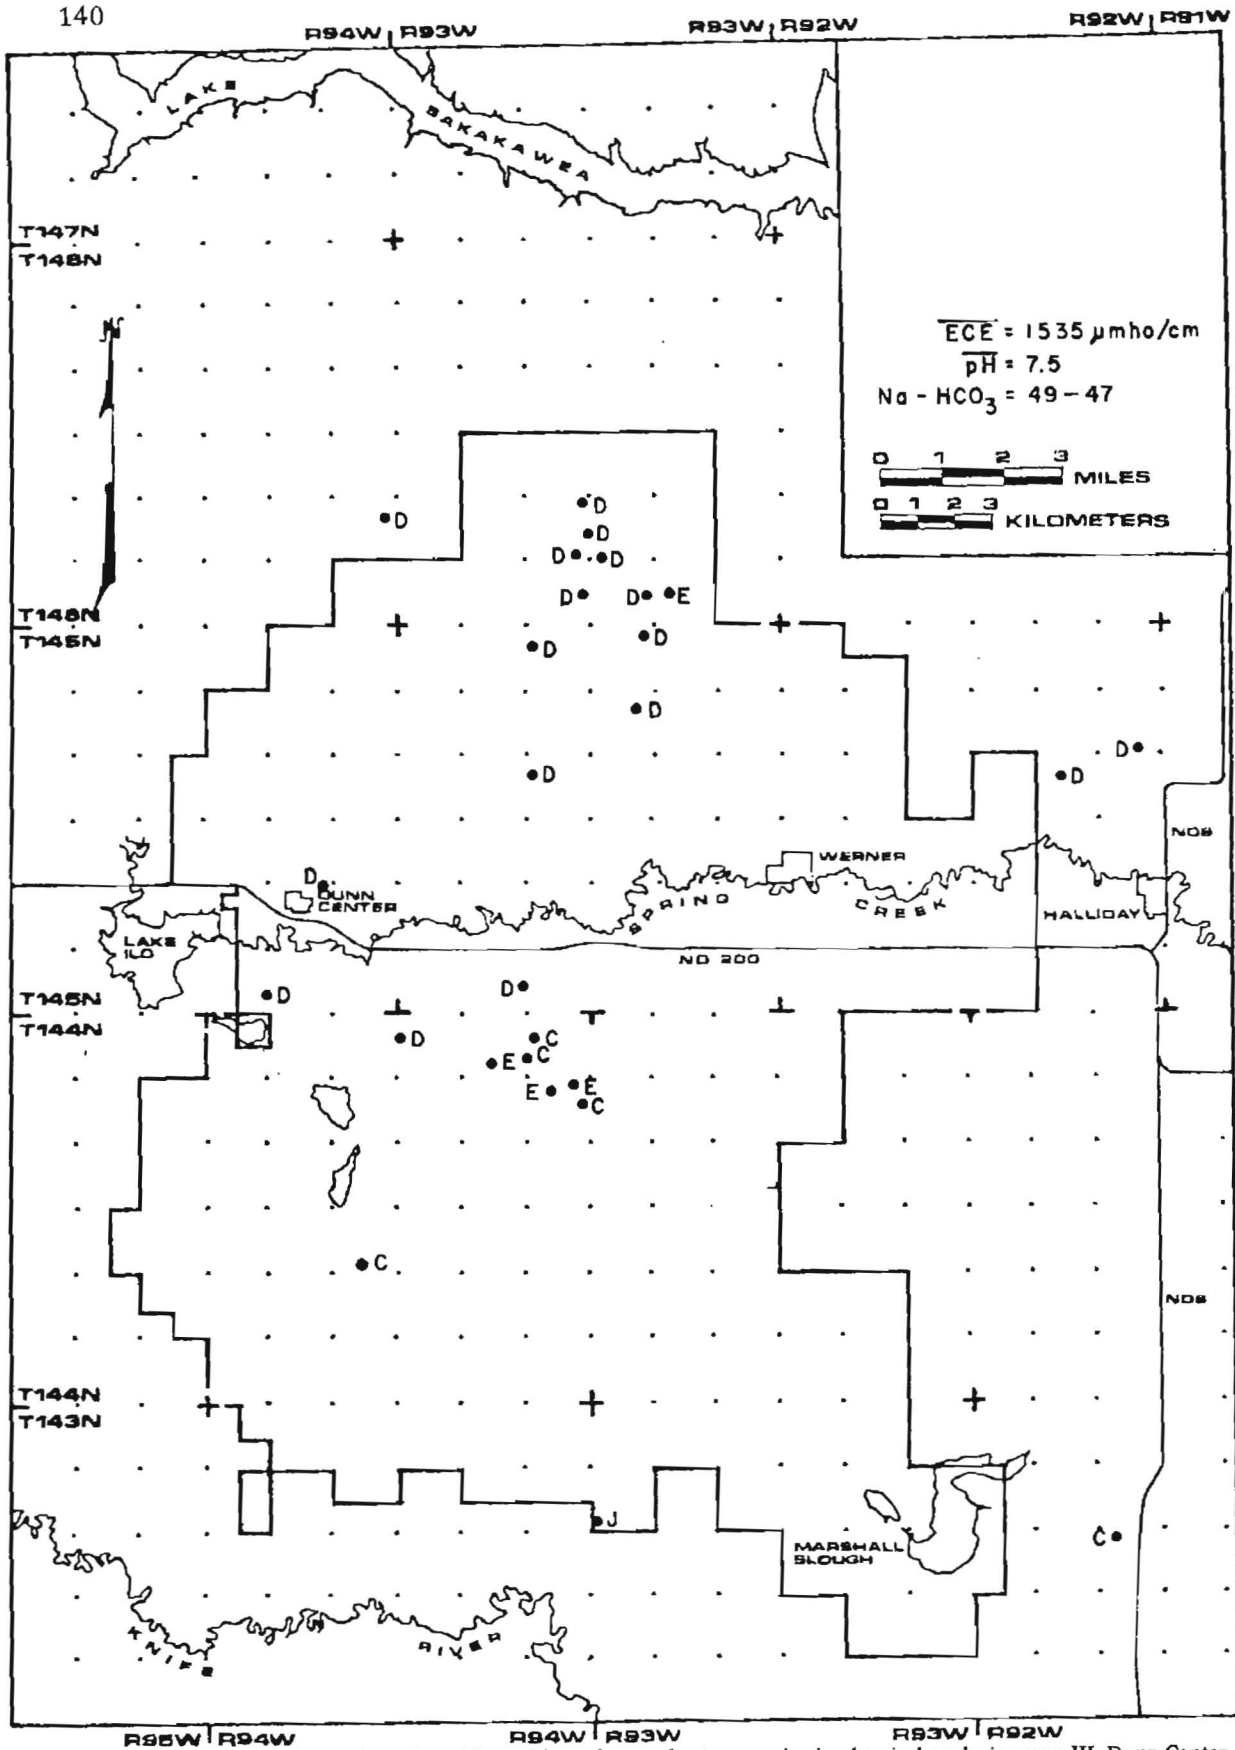 140
R94W R93W
R93W R92W
R92W R91W
LAKE
SAKAKAWEA
T147N
T146N
N
ECE = 1535 µmho/cm
pH = 7.5
Na - HCO3 = 49 - 47
0 1 2 3
MILES
0 1 2 3
KILOMETERS
D
D
D
D D
D D E
T146N
T145N
D
D
D
D
D
D
ND8
WERNER
D
DUNN
CENTER
SPRING CREEK
HALLIDAY
LAKE
ILO
ND 200
D
D
T145N
T144N
D
C
C
E
E
E
C
C
ND8
T144N
T143N
J
MARSHALL
SLOUGH
C
KNIFE RIVER
R95W R94W
R94W R93W
R93W R92W